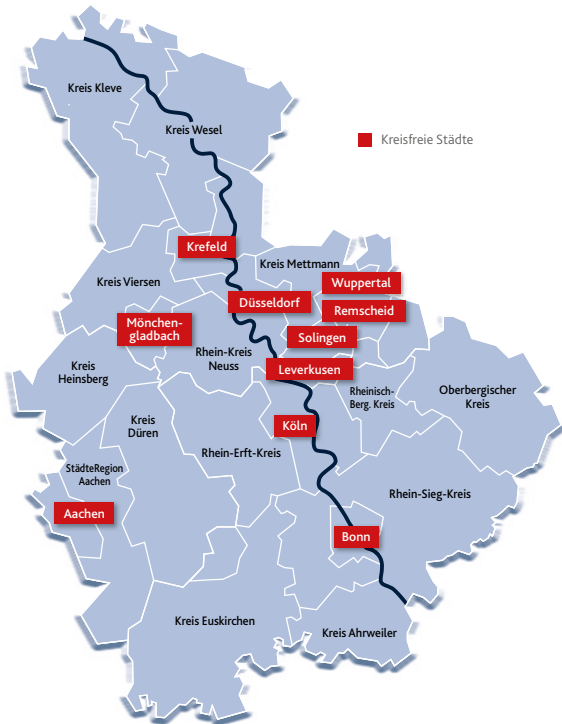 Kreis Kleve
Kreis Wesel
Kreisfreie Städte
Krefeld
Kreis Mettmann
Kreis Viersen
Wuppertal
Düsseldorf
Remscheid
Mönchen-
gladbach
Solingen
Rhein-Kreis
Neuss
Kreis
Heinsberg
Leverkusen
Rheinisch-
Berg. Kreis
Oberbergischer
Kreis
Kreis
Düren
Köln
Rhein-Erft-Kreis
StädteRegion
Aachen
Rhein-Sieg-Kreis
Aachen
Bonn
Kreis Euskirchen
Kreis Ahrweiler